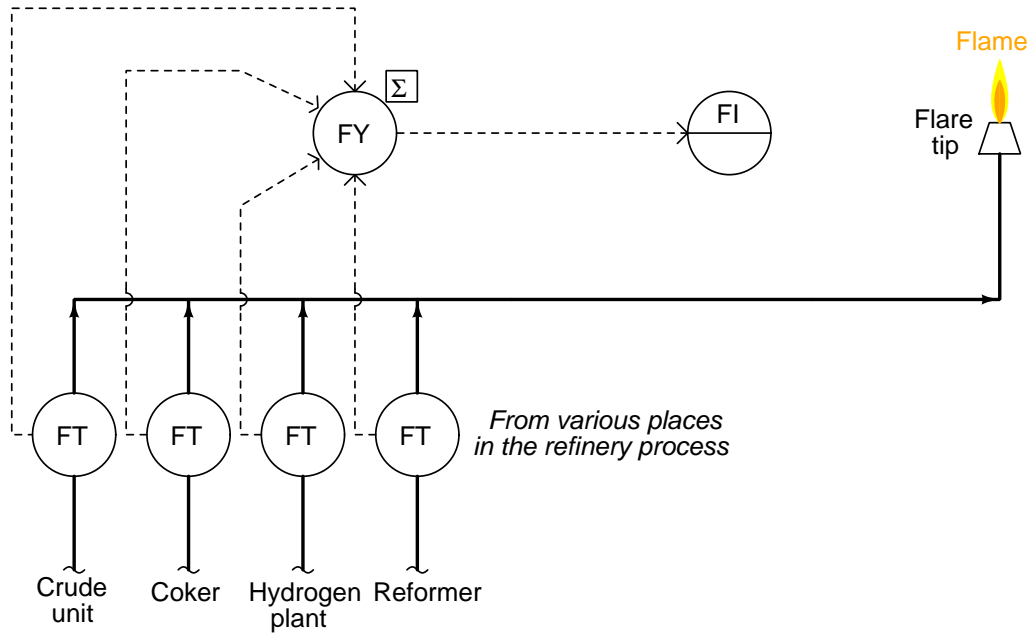 Flame
Σ
FY
FI
Flare
tip
FT
FT
FT
FT
From various places
in the refinery process
Crude
unit
Coker
Hydrogen
plant
Reformer